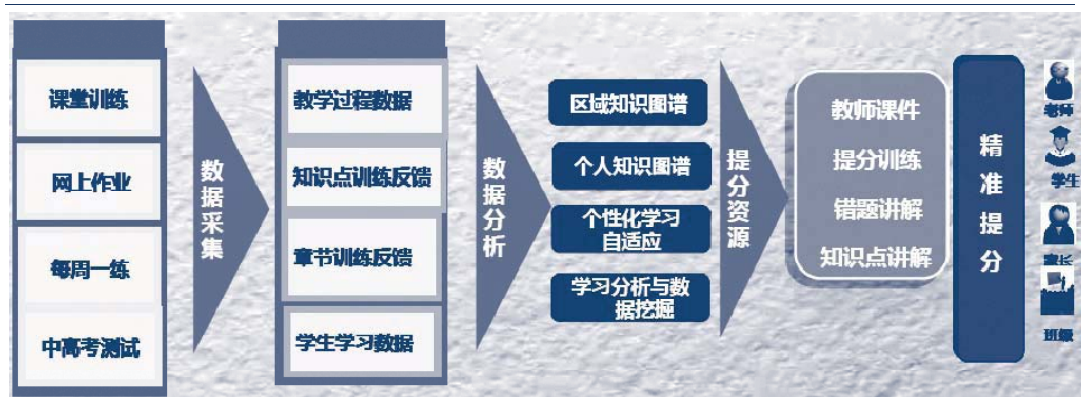 课堂训练
网上作业
每周一练
中高考测试
数据采集
教学过程数据
知识点训练反馈
章节训练反馈
学生学习数据
数据分析
区域知识图谱
个人知识图谱
个性化学习
自适应
学习分析与数
据挖掘
提分资源
教师课件
提分训练
错题讲解
知识点讲解
精准提分
老师
学生
家长
班级